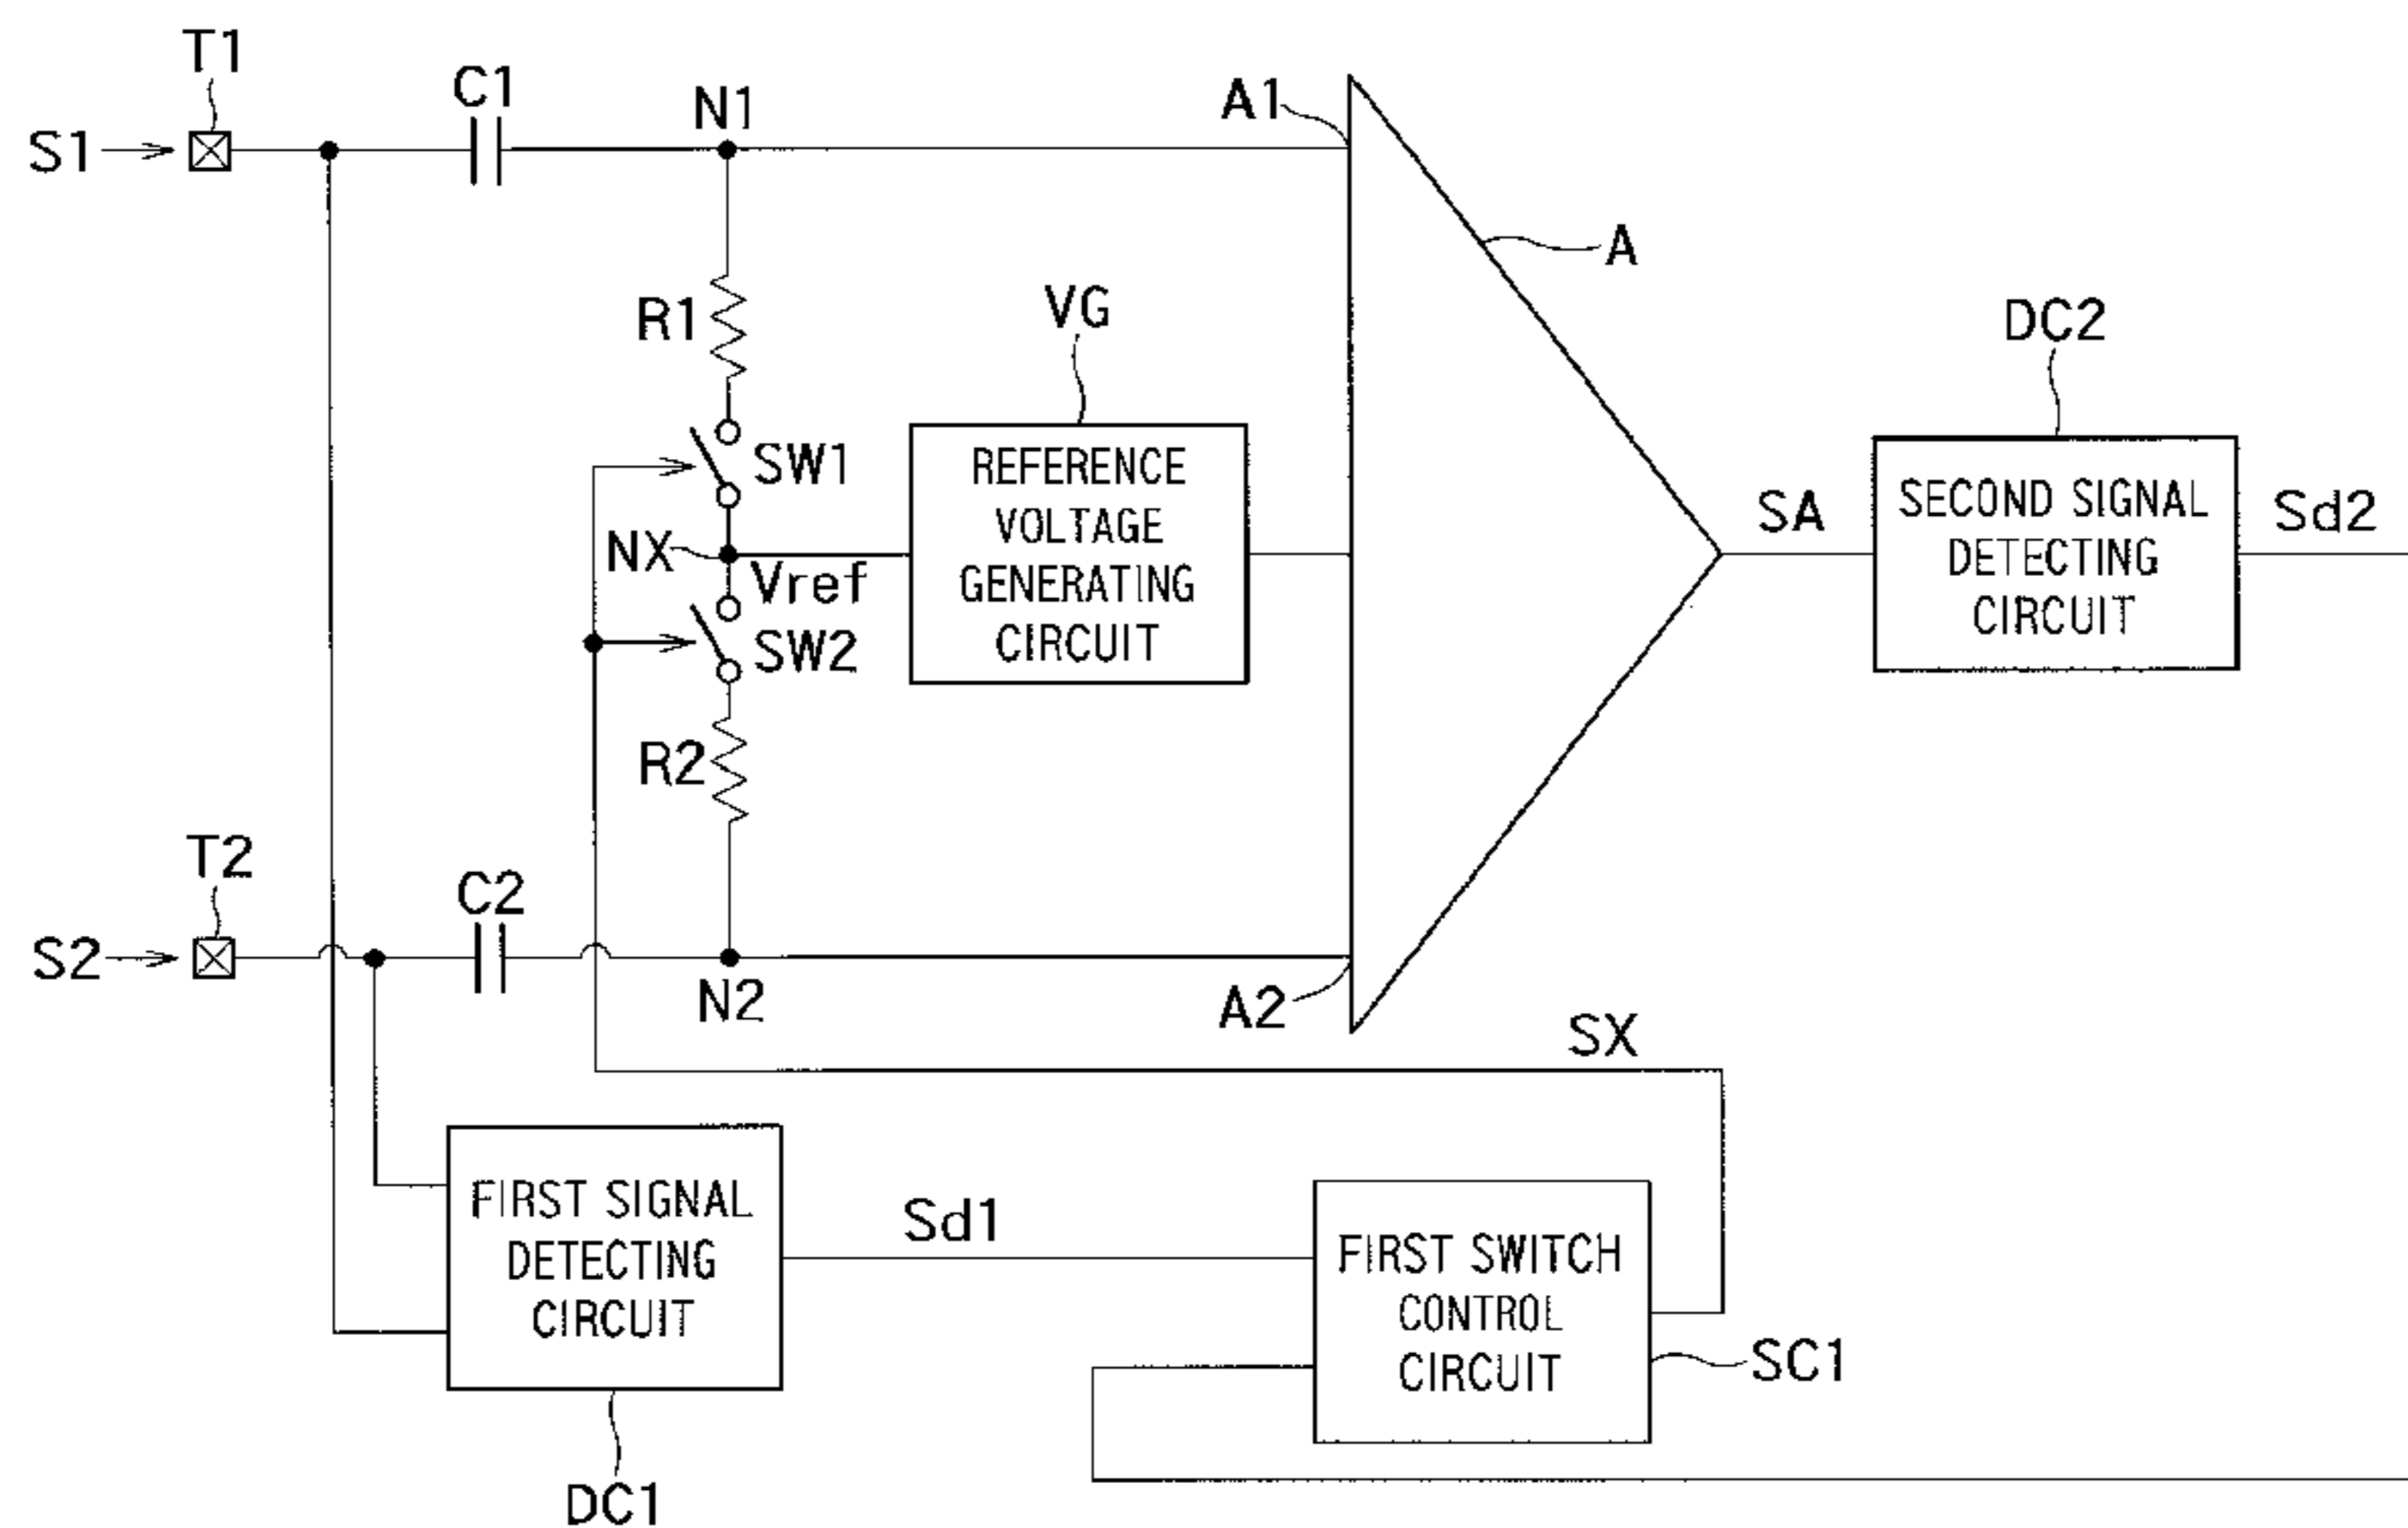 T1
C1
N1
A1
S1
A
R1
VG
DC2
SW1
REFERENCE
VOLTAGE
GENERATING
CIRCUIT
SECOND SIGNAL
DETECTING
CIRCUIT
SA
Sd2
NX
Vref
SW2
R2
T2
C2
S2
N2
A2
SX
FIRST SIGNAL
DETECTING
CIRCUIT
Sd1
FIRST SWITCH
CONTROL
CIRCUIT
SC1
DC1